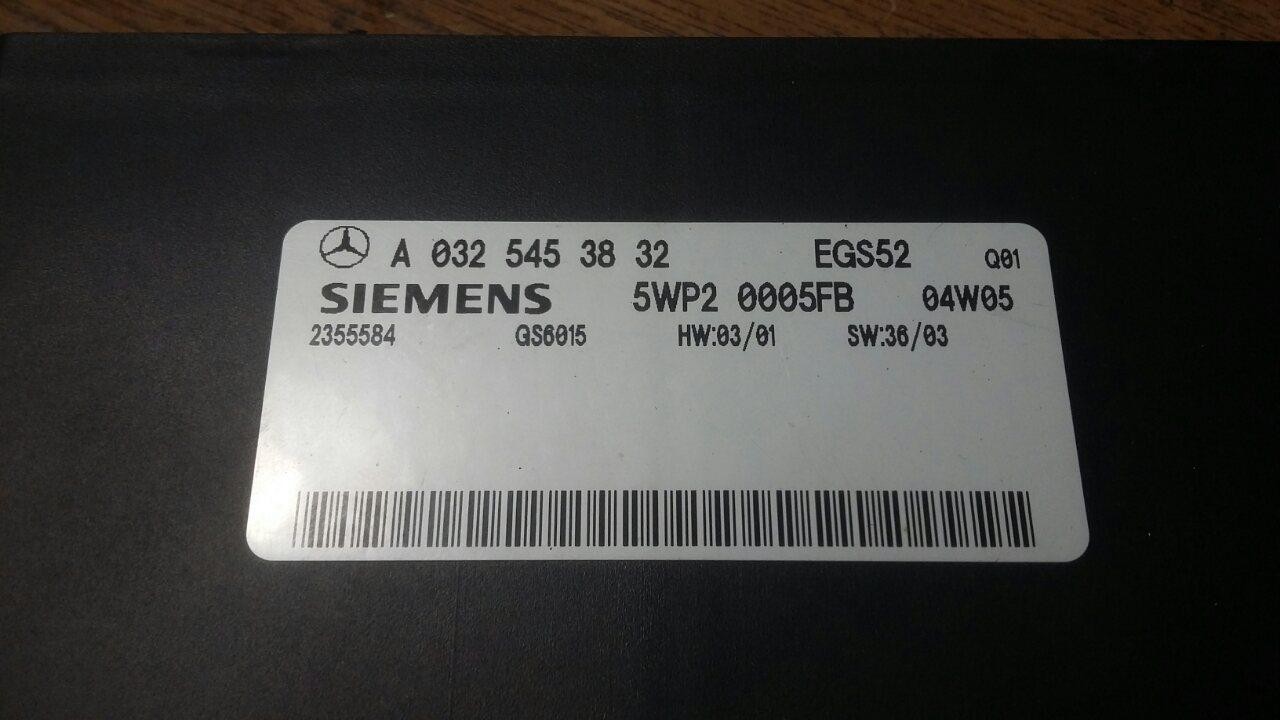 A 032 545 38 32 EGS52 Q01
SIEMENS 5WP2 0005FB 04W05
2355584 GS6015 HW:03/01 SW:36/03